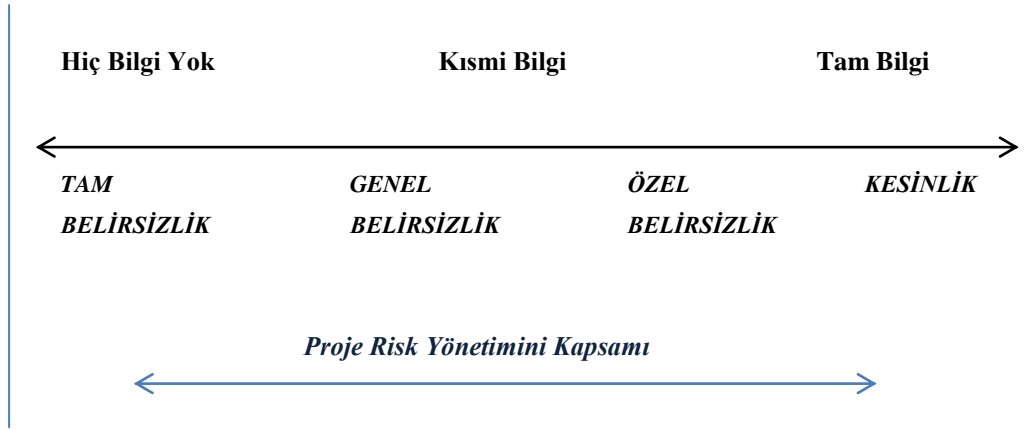 Hiç Bilgi Yok Kısmi Bilgi Tam Bilgi
TAM GENEL ÖZEL KESİNLİK
BELİRSİZLİK BELİRSİZLİK BELİRSİZLİK
Proje Risk Yönetimini Kapsamı